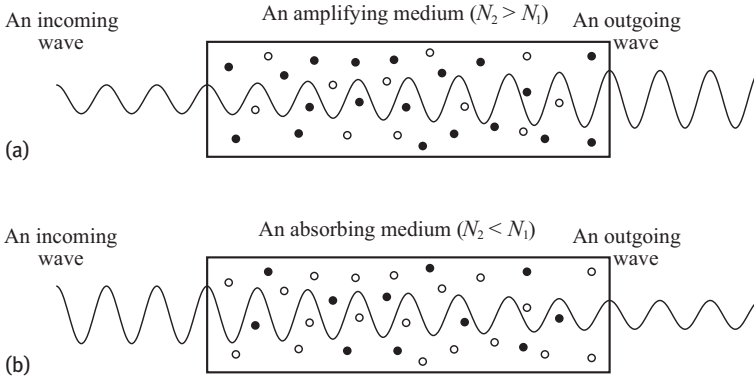 An incoming
wave
An amplifying medium (N₂ > N₁)
An outgoing
wave
(a)
An incoming
wave
An absorbing medium (N₂ < N₁)
An outgoing
wave
(b)